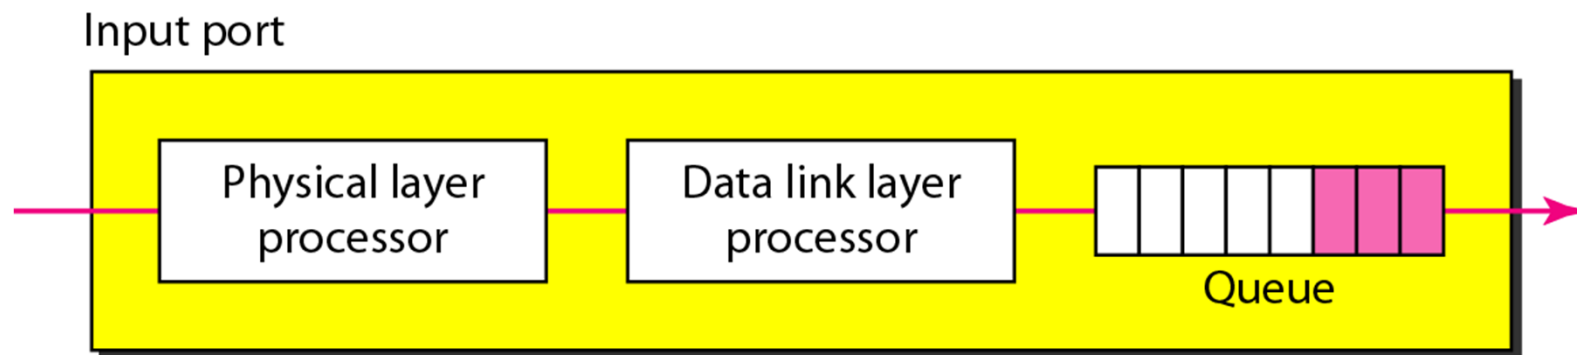 Input port
Physical layer
processor
Data link layer
processor
Queue